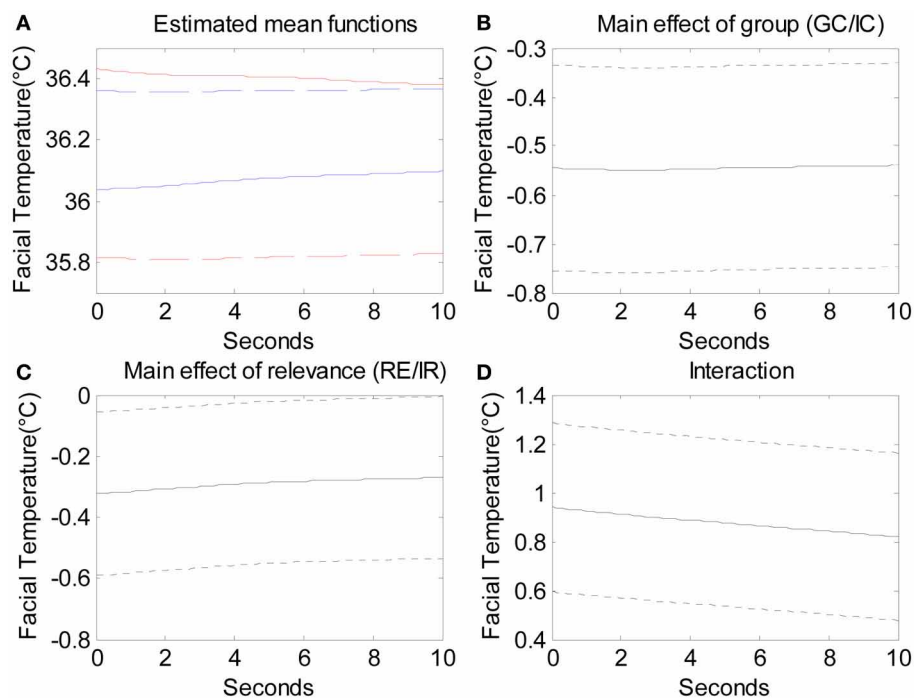 A Estimated mean functions
Facial Temperature(°C)
36.4
36.2
36
35.8
0 2 4 6 8 10
Seconds
B Main effect of group (GC/IC)
Facial Temperature(°C)
-0.3
-0.4
-0.5
-0.6
-0.7
-0.8
0 2 4 6 8 10
Seconds
C Main effect of relevance (RE/IR)
Facial Temperature(°C)
0
-0.2
-0.4
-0.6
-0.8
0 2 4 6 8 10
Seconds
D Interaction
Facial Temperature(°C)
1.4
1.2
1
0.8
0.6
0.4
0 2 4 6 8 10
Seconds